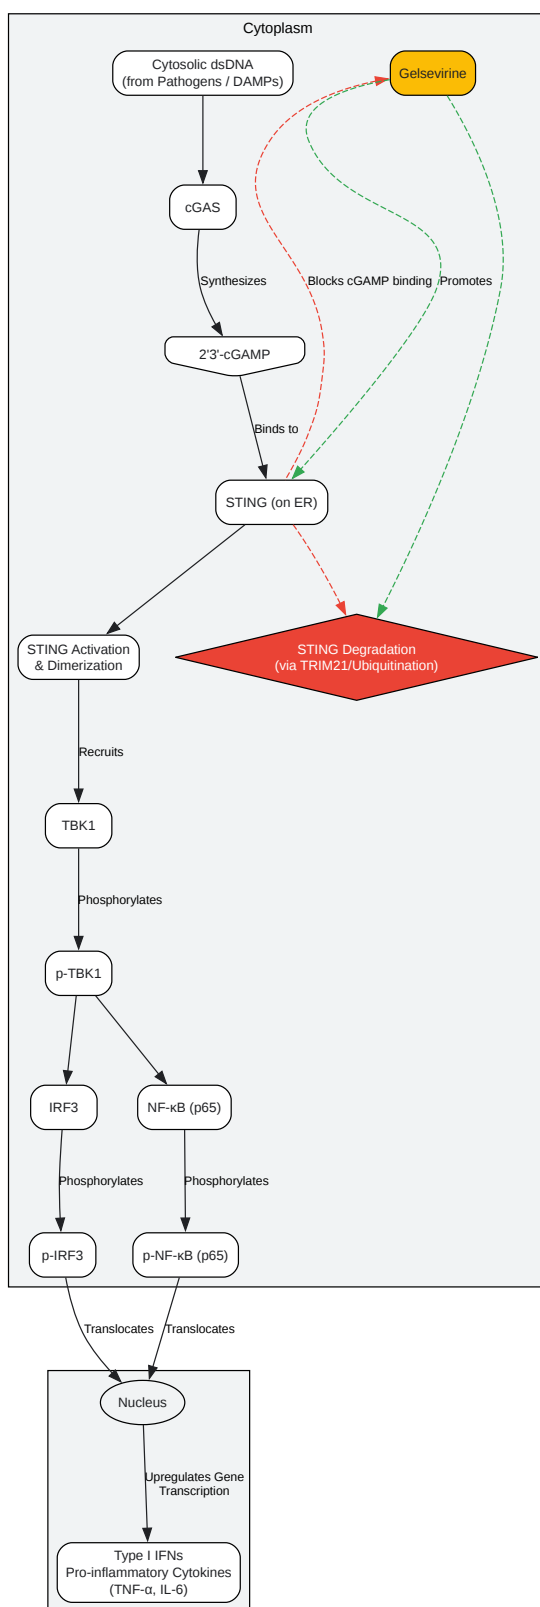 Cytoplasm
Cytosolic dsDNA
(from Pathogens / DAMPs)
Gelsevirine
cGAS
Synthesizes
Blocks cGAMP binding
Promotes
2'3'-cGAMP
Binds to
STING (on ER)
STING Activation
& Dimerization
STING Degradation
(via TRIM21/Ubiquitination)
Recruits
TBK1
Phosphorylates
p-TBK1
IRF3
NF-κB (p65)
Phosphorylates
Phosphorylates
p-IRF3
p-NF-κB (p65)
Translocates
Translocates
Nucleus
Upregulates Gene
Transcription
Type I IFNs
Pro-inflammatory Cytokines
(TNF-α, IL-6)